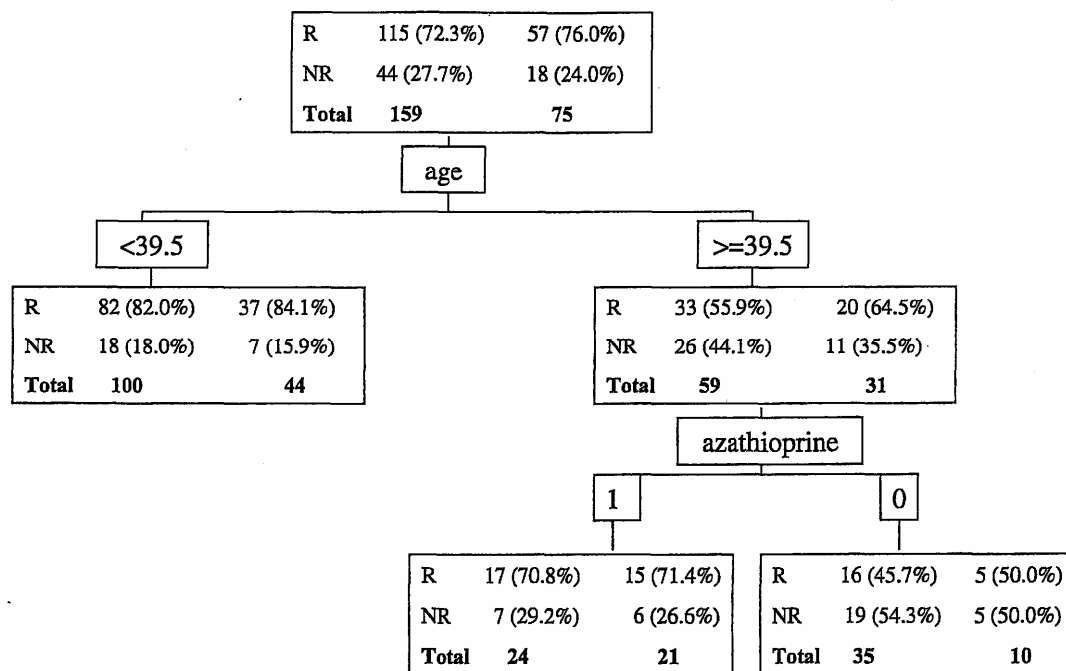 R 115 (72.3%) 57 (76.0%)
NR 44 (27.7%) 18 (24.0%)
Total 159 75
age
<39.5
>=39.5
R 82 (82.0%) 37 (84.1%)
NR 18 (18.0%) 7 (15.9%)
Total 100 44
R 33 (55.9%) 20 (64.5%)
NR 26 (44.1%) 11 (35.5%)
Total 59 31
azathioprine
1
0
R 17 (70.8%) 15 (71.4%)
NR 7 (29.2%) 6 (26.6%)
Total 24 21
R 16 (45.7%) 5 (50.0%)
NR 19 (54.3%) 5 (50.0%)
Total 35 10